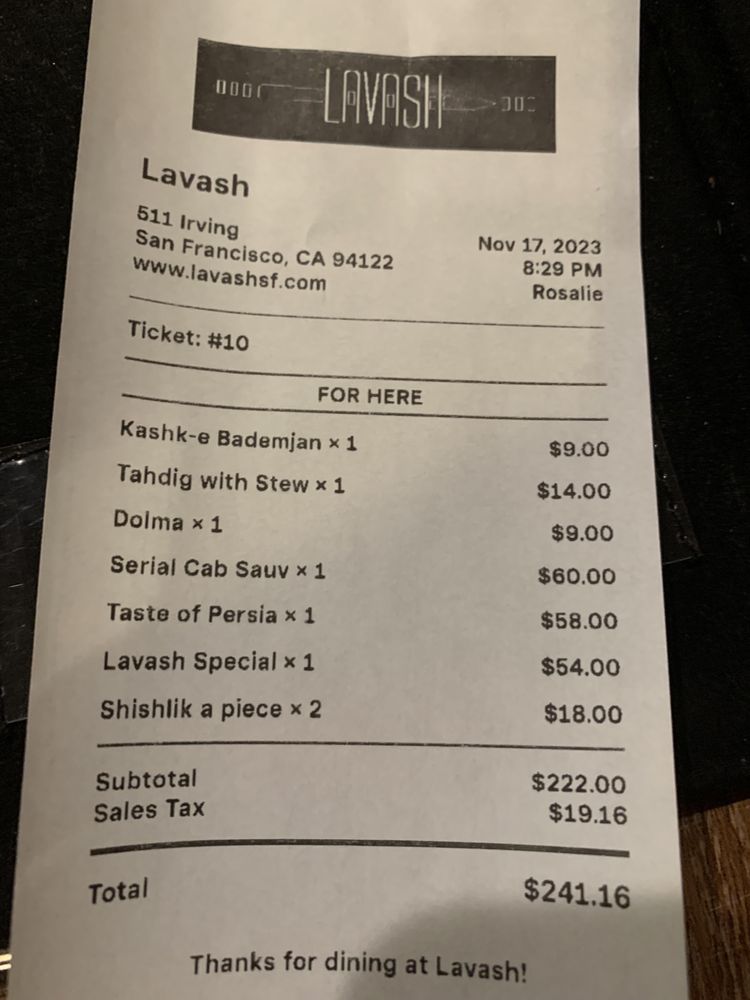 LAVASH
Lavash
511 Irving
San Francisco, CA 94122
www.lavashsf.com
Nov 17, 2023
8:29 PM
Rosalie
Ticket: #10
FOR HERE
Kashk-e Bademjan × 1 $9.00
Tahdig with Stew × 1 $14.00
Dolma × 1 $9.00
Serial Cab Sauv × 1 $60.00
Taste of Persia × 1 $58.00
Lavash Special × 1 $54.00
Shishlik a piece × 2 $18.00
Subtotal $222.00
Sales Tax $19.16
Total $241.16
Thanks for dining at Lavash!